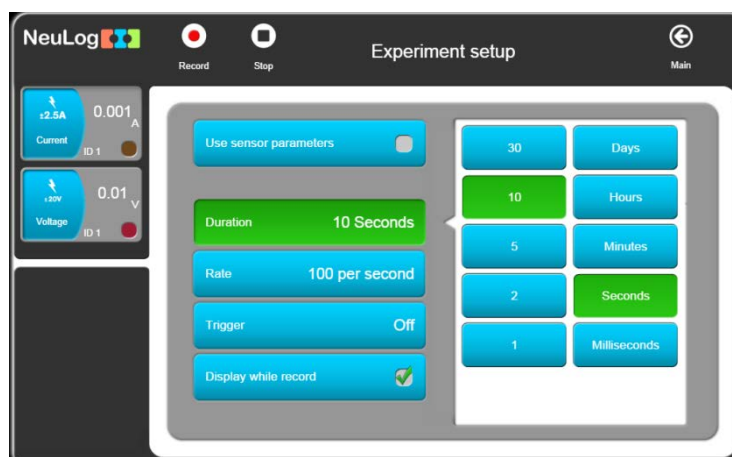 NeuLog
Record
Stop
Experiment setup
Main
±2.5A
0.001 A
Current
ID 1
±20V
0.01 V
Voltage
ID 1
Use sensor parameters
Duration 10 Seconds
Rate 100 per second
Trigger Off
Display while record
30 Days
10 Hours
5 Minutes
2 Seconds
1 Milliseconds